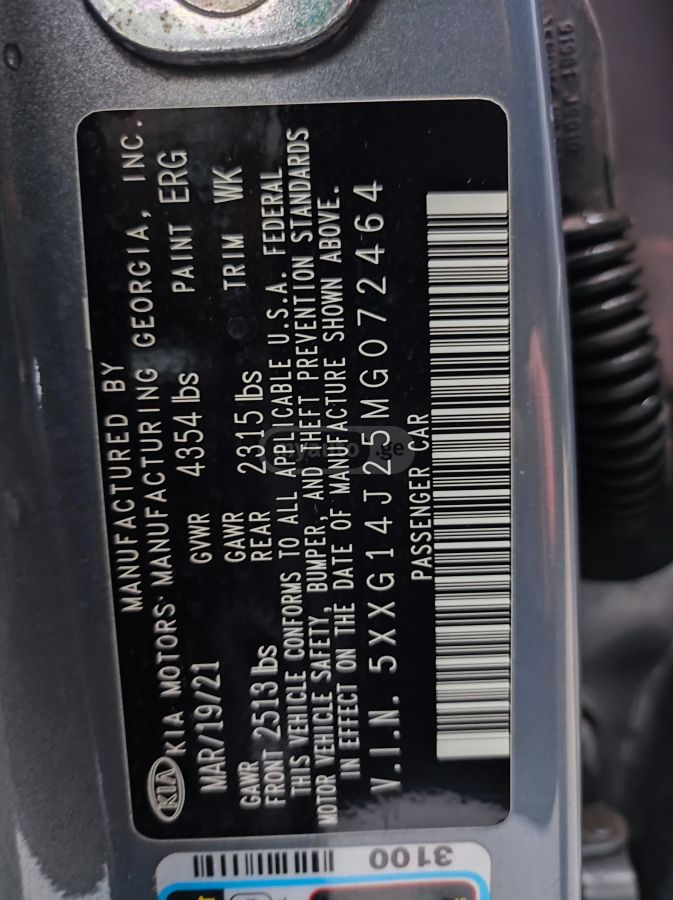 MANUFACTURED BY
KIA KIA MOTORS MANUFACTURING GEORGIA, INC.
MAR/19/21 GVWR 4354 lbs PAINT ERG
GAWR FRONT 2513 lbs GAWR REAR 2315 lbs TRIM WK
THIS VEHICLE CONFORMS TO ALL APPLICABLE U.S.A. FEDERAL
MOTOR VEHICLE SAFETY, BUMPER, AND THEFT PREVENTION STANDARDS
IN EFFECT ON THE DATE OF MANUFACTURE SHOWN ABOVE.
V.I.N. 5XXG14J25MG072464
PASSENGER CAR
3100